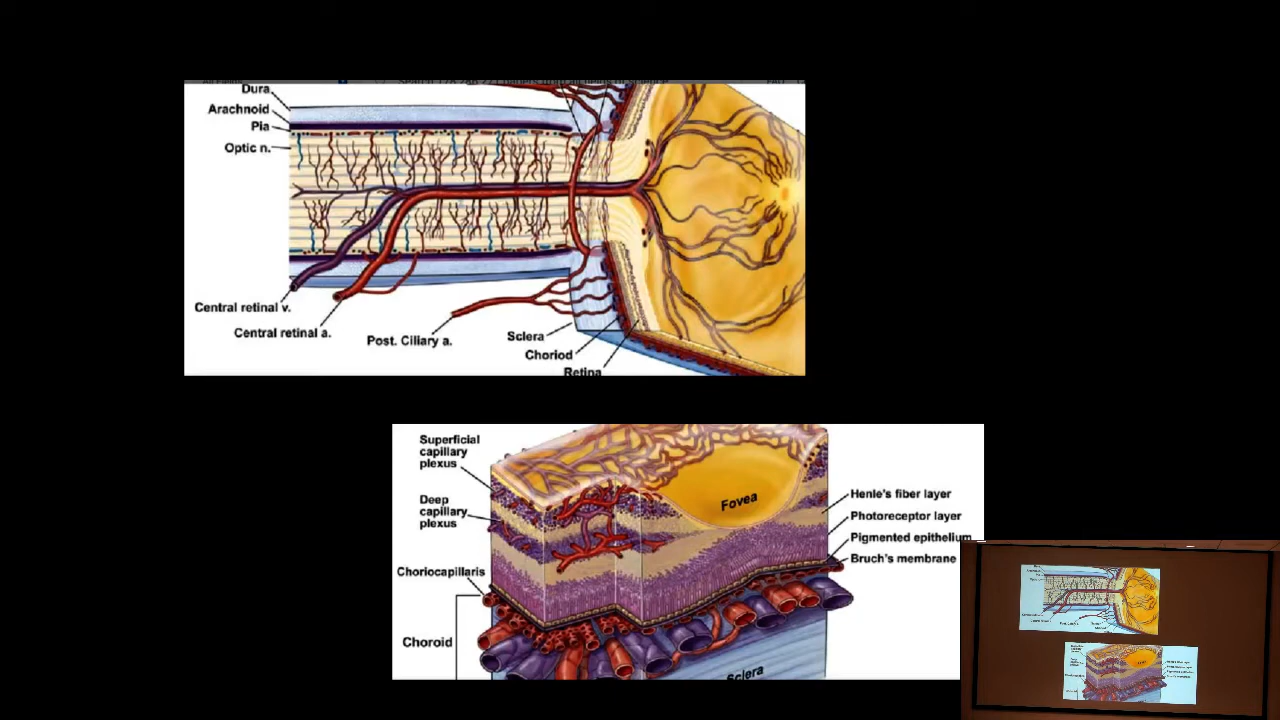 Dura
Arachnoid
Pia
Optic n.
Central retinal v.
Central retinal a.
Post. Ciliary a.
Sclera
Choriod
Retina
Superficial
capillary
plexus
Deep
capillary
plexus
Choriocapillaris
Choroid
Fovea
Henle's fiber layer
Photoreceptor layer
Pigmented epithelium
Bruch's membrane
Sclera